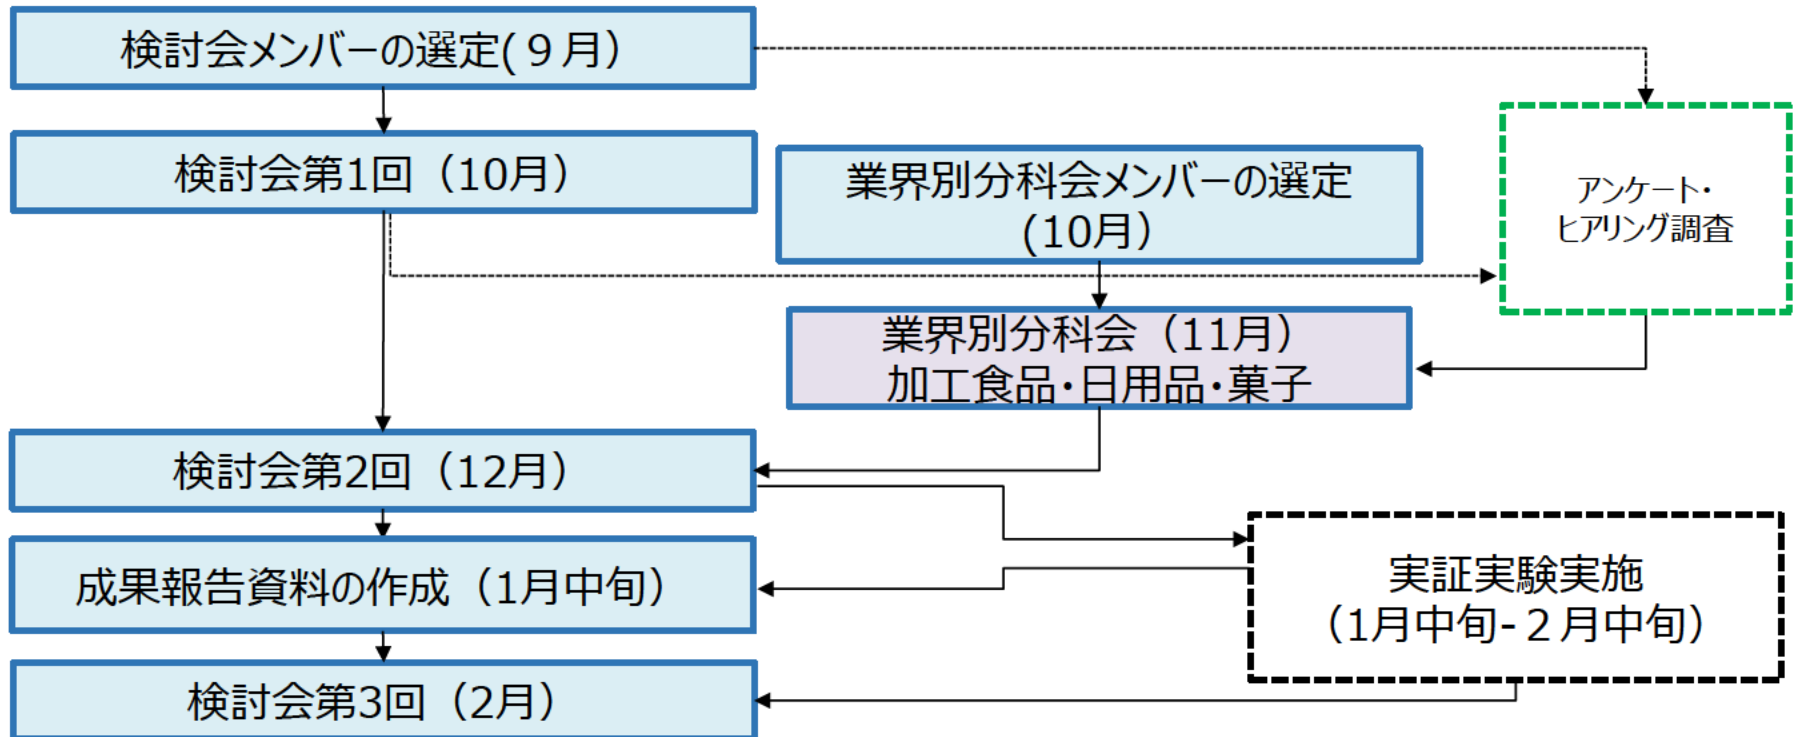 検討会メンバーの選定(９月）
検討会第1回（10月）
業界別分科会メンバーの選定
(10月）
アンケート・
ヒアリング調査
業界別分科会（11月）
加工食品・日用品・菓子
検討会第2回（12月）
成果報告資料の作成（1月中旬）
実証実験実施
（1月中旬-２月中旬）
検討会第3回（2月）